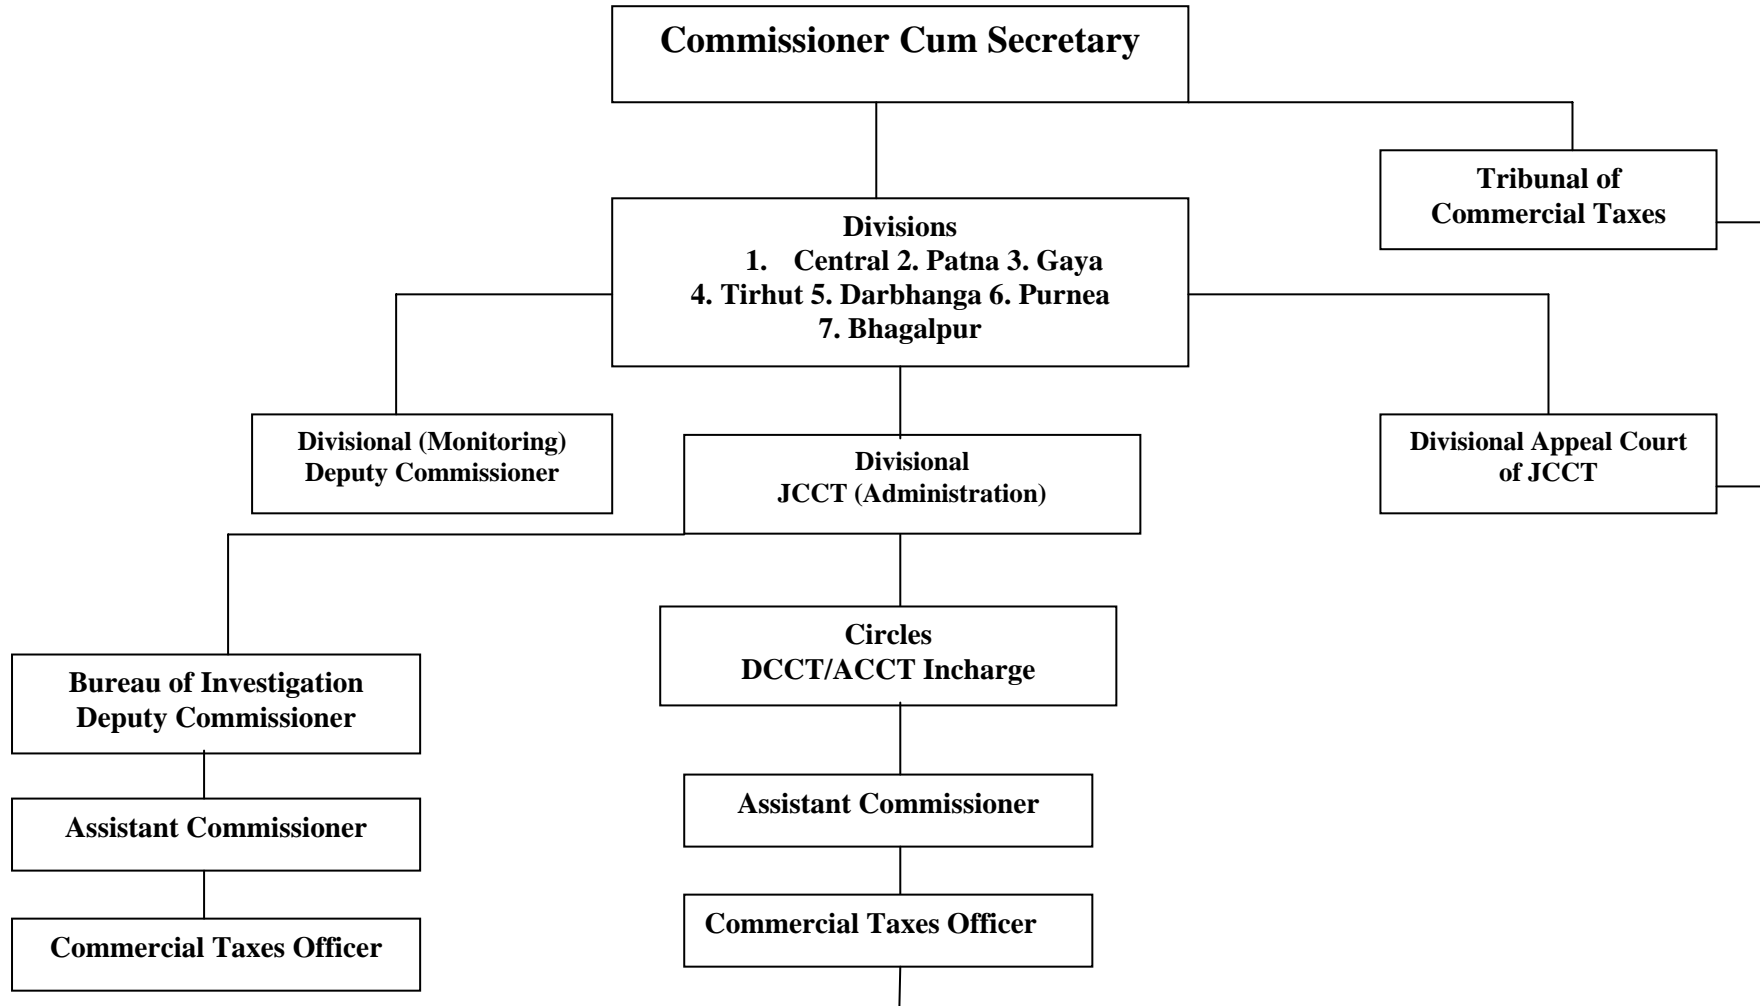 Commissioner Cum Secretary
Tribunal of
Commercial Taxes
Divisions
1. Central 2. Patna 3. Gaya
4. Tirhut 5. Darbhanga 6. Purnea
7. Bhagalpur
Divisional (Monitoring)
Deputy Commissioner
Divisional
JCCT (Administration)
Divisional Appeal Court
of JCCT
Bureau of Investigation
Deputy Commissioner
Circles
DCCT/ACCT Incharge
Assistant Commissioner
Assistant Commissioner
Commercial Taxes Officer
Commercial Taxes Officer